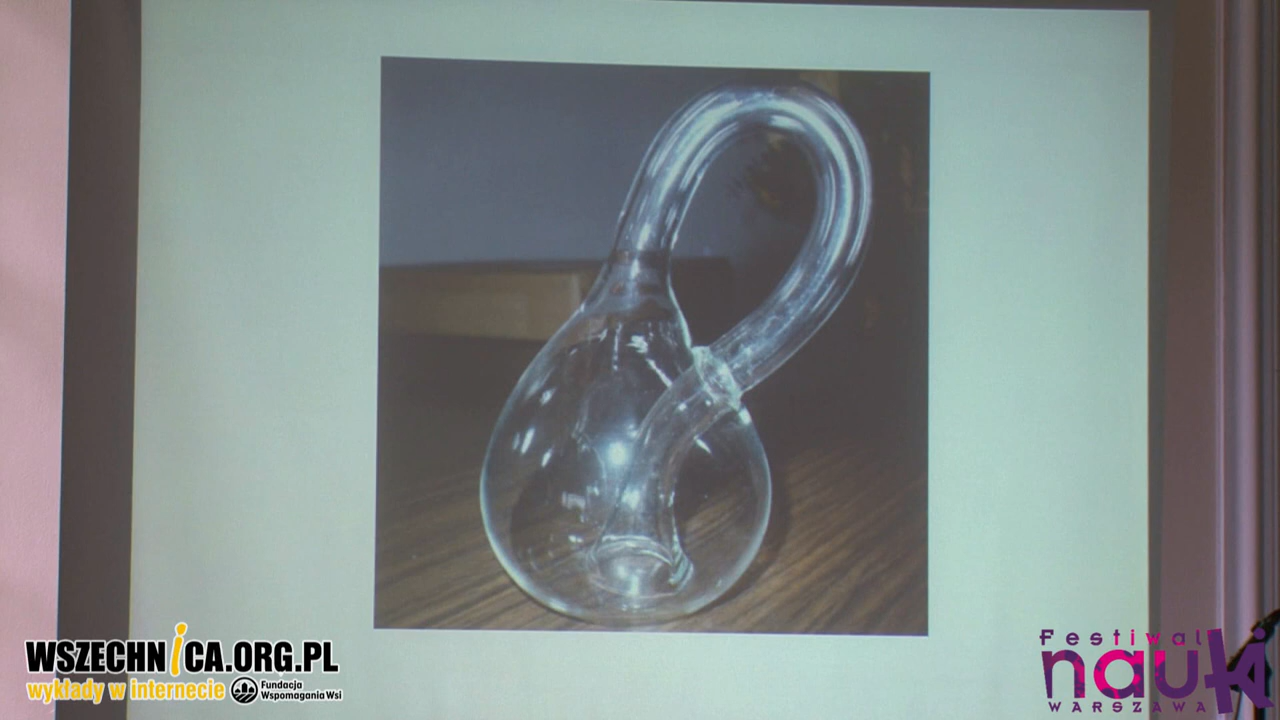 WSZECHNiCA.ORG.PL
wykłady w internecie
Fundacja
Wspomagania Wsi
Festiwal
nauki
WARSZAWA